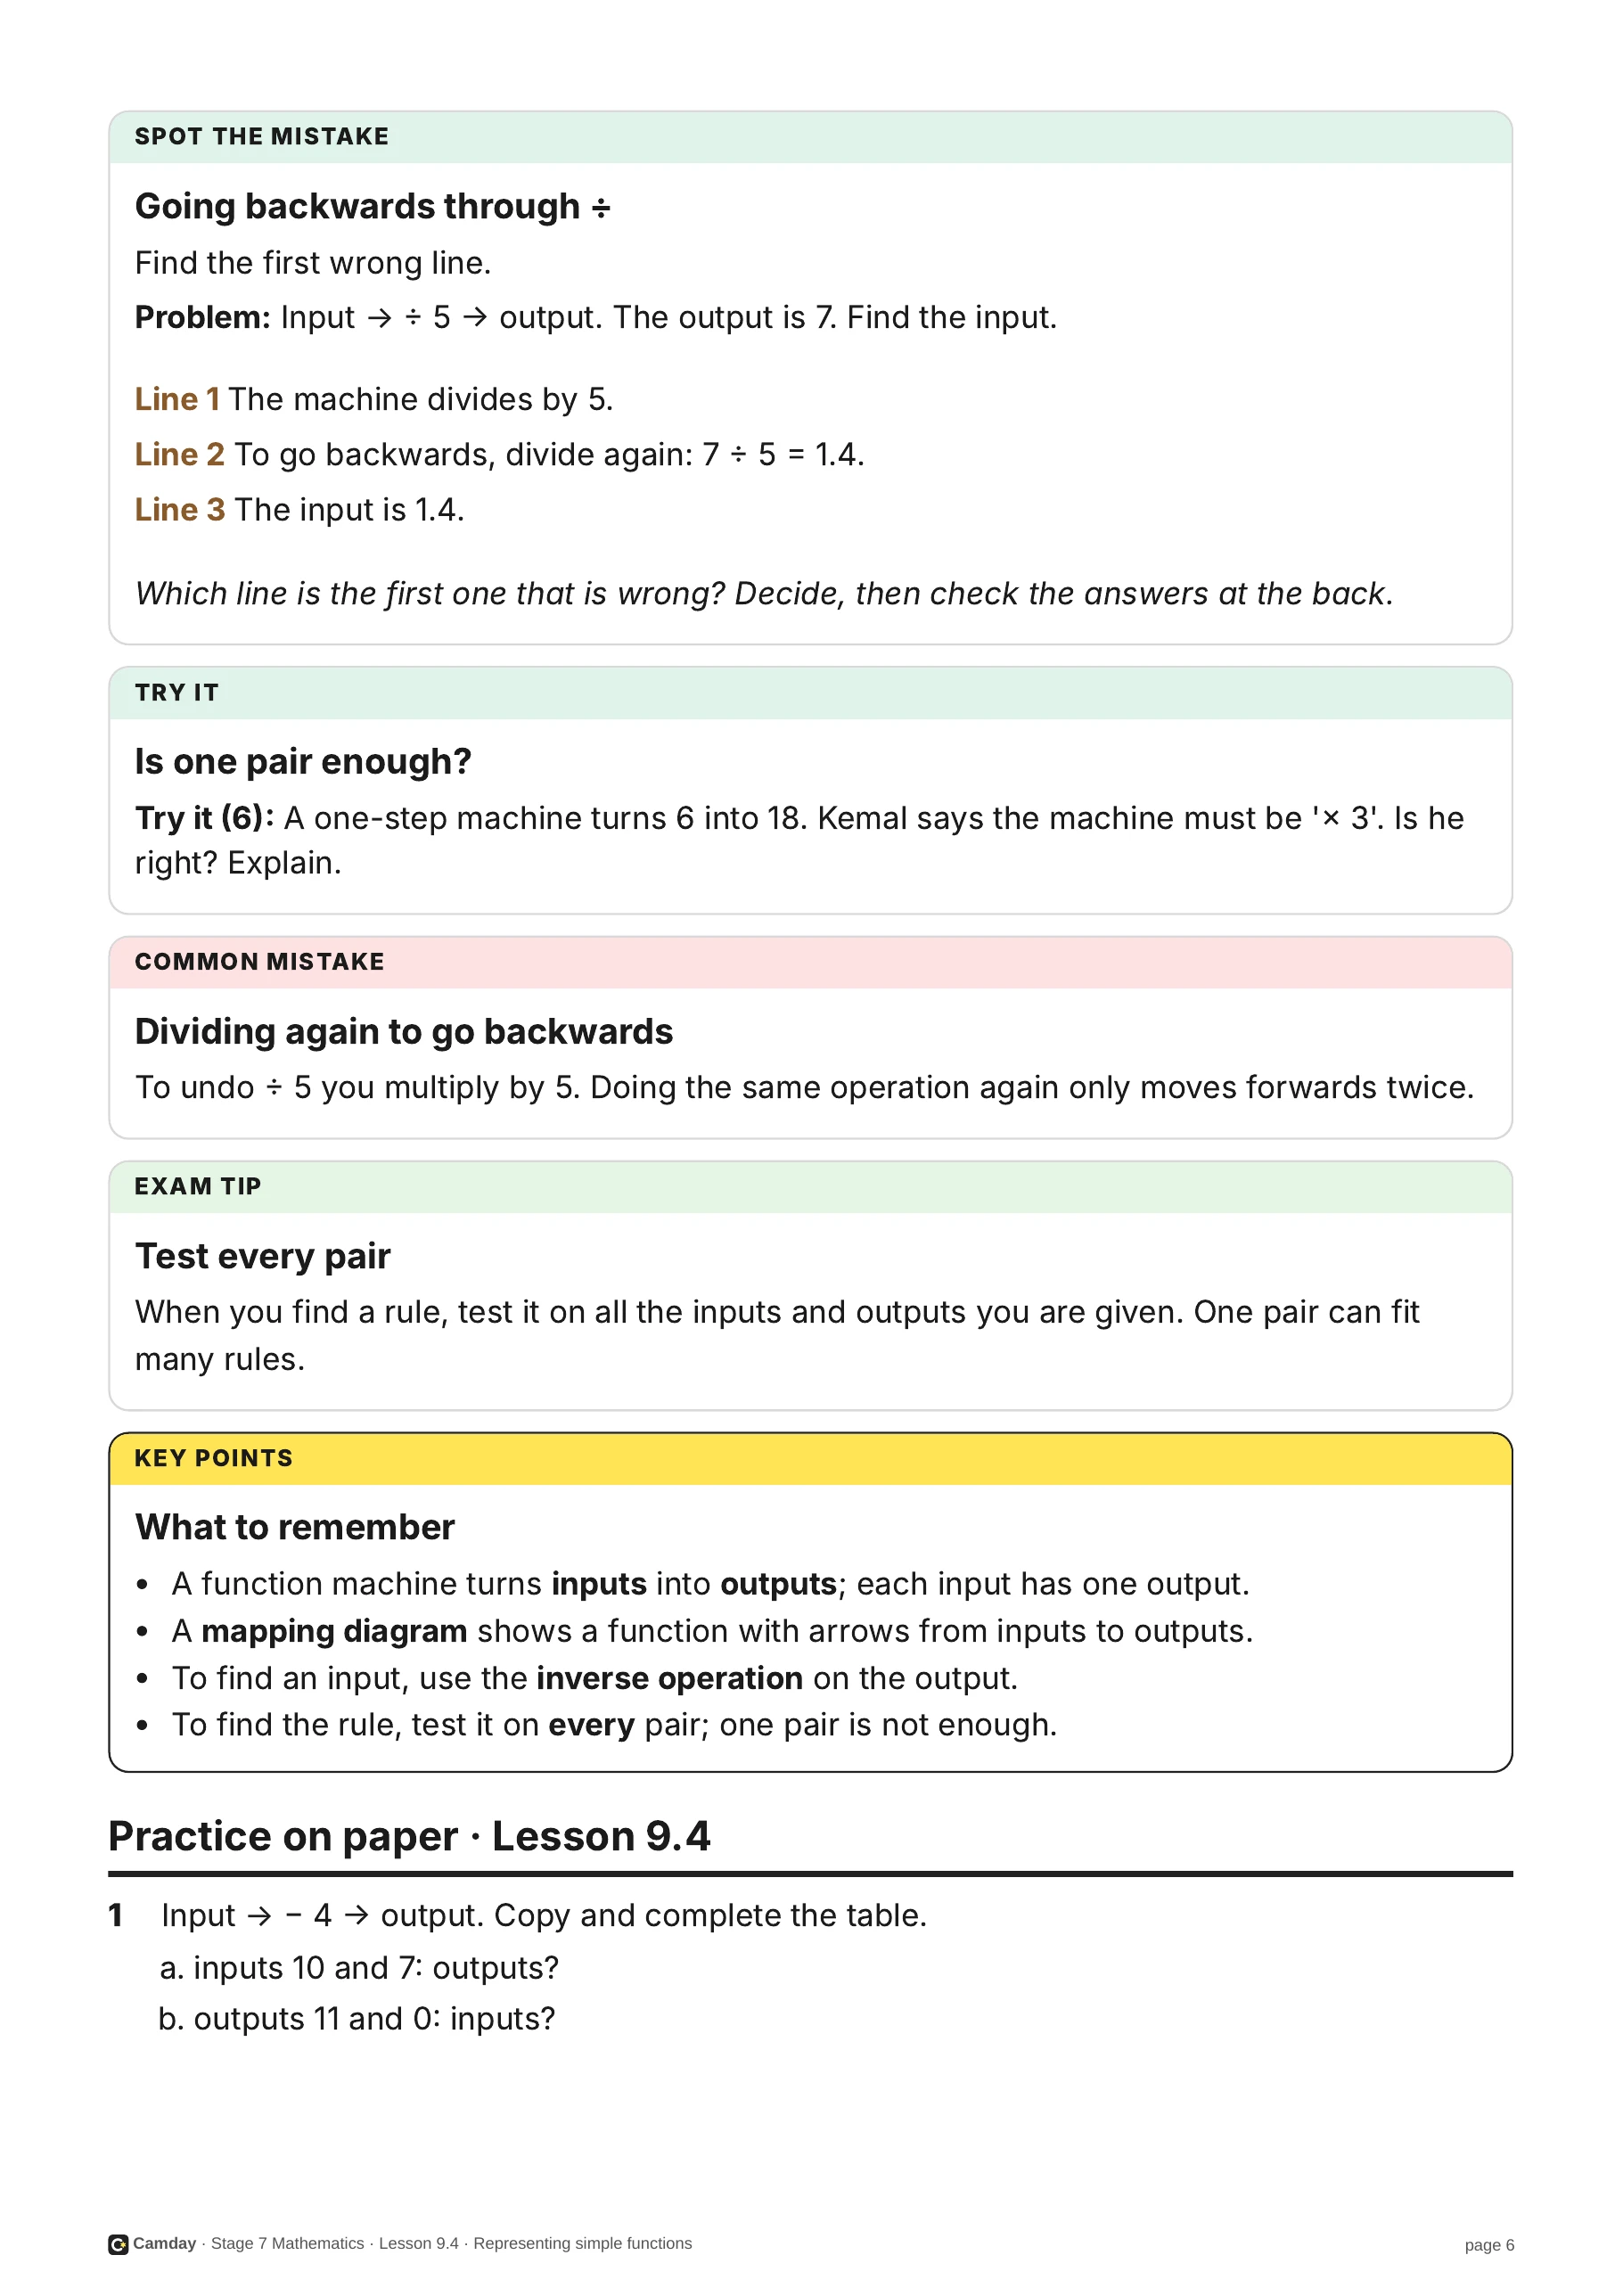 SPOT THE MISTAKE
Going backwards through ÷
Find the first wrong line.
Problem: Input → ÷ 5 → output. The output is 7. Find the input.
Line 1 The machine divides by 5.
Line 2 To go backwards, divide again: 7 ÷ 5 = 1.4.
Line 3 The input is 1.4.
Which line is the first one that is wrong? Decide, then check the answers at the back.
TRY IT
Is one pair enough?
Try it (6): A one-step machine turns 6 into 18. Kemal says the machine must be '× 3'. Is he
right? Explain.
COMMON MISTAKE
Dividing again to go backwards
To undo ÷ 5 you multiply by 5. Doing the same operation again only moves forwards twice.
EXAM TIP
Test every pair
When you find a rule, test it on all the inputs and outputs you are given. One pair can fit
many rules.
KEY POINTS
What to remember
• A function machine turns inputs into outputs; each input has one output.
• A mapping diagram shows a function with arrows from inputs to outputs.
• To find an input, use the inverse operation on the output.
• To find the rule, test it on every pair; one pair is not enough.
Practice on paper · Lesson 9.4
1 Input → − 4 → output. Copy and complete the table.
a. inputs 10 and 7: outputs?
b. outputs 11 and 0: inputs?
Camday · Stage 7 Mathematics · Lesson 9.4 · Representing simple functions
page 6